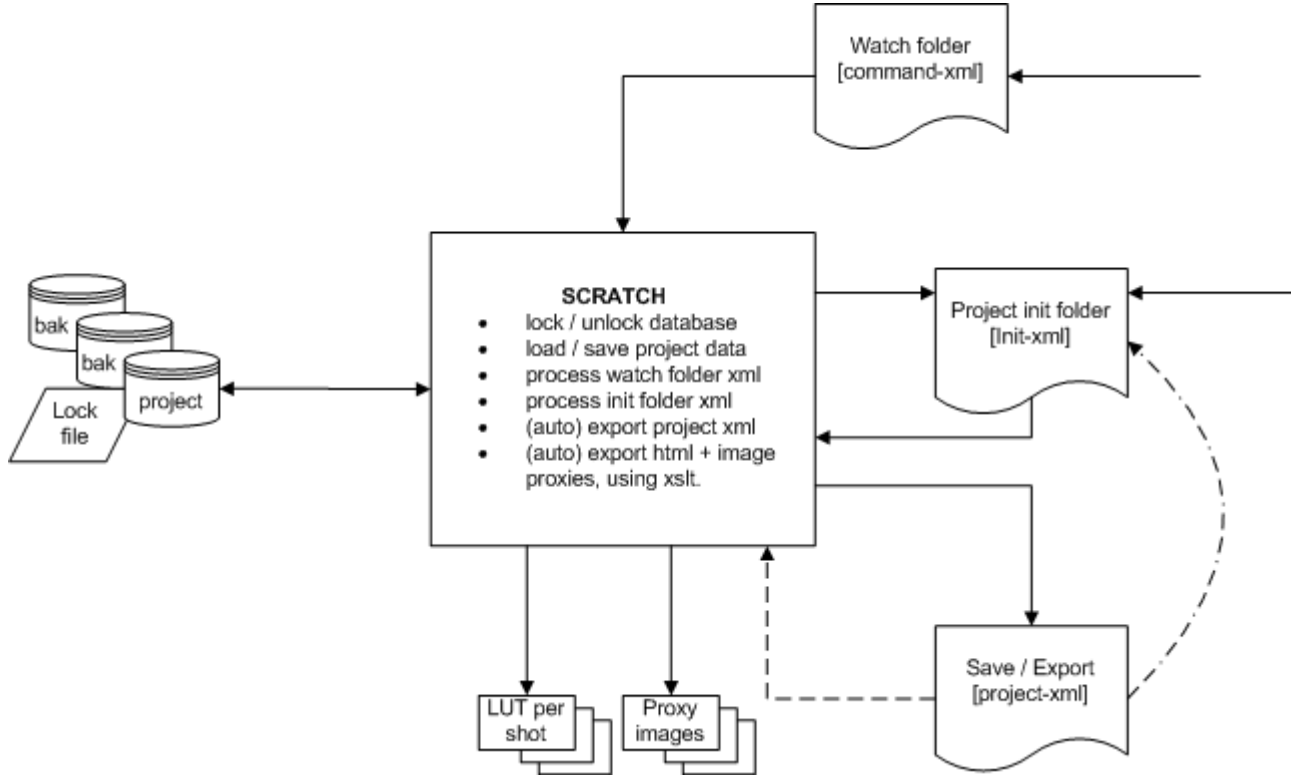 Watch folder
[command-xml]
SCRATCH
• lock / unlock database
• load / save project data
• process watch folder xml
• process init folder xml
• (auto) export project xml
• (auto) export html + image
proxies, using xslt.
bak
bak
project
Lock
file
Project init folder
[Init-xml]
Save / Export
[project-xml]
LUT per
shot
Proxy
images